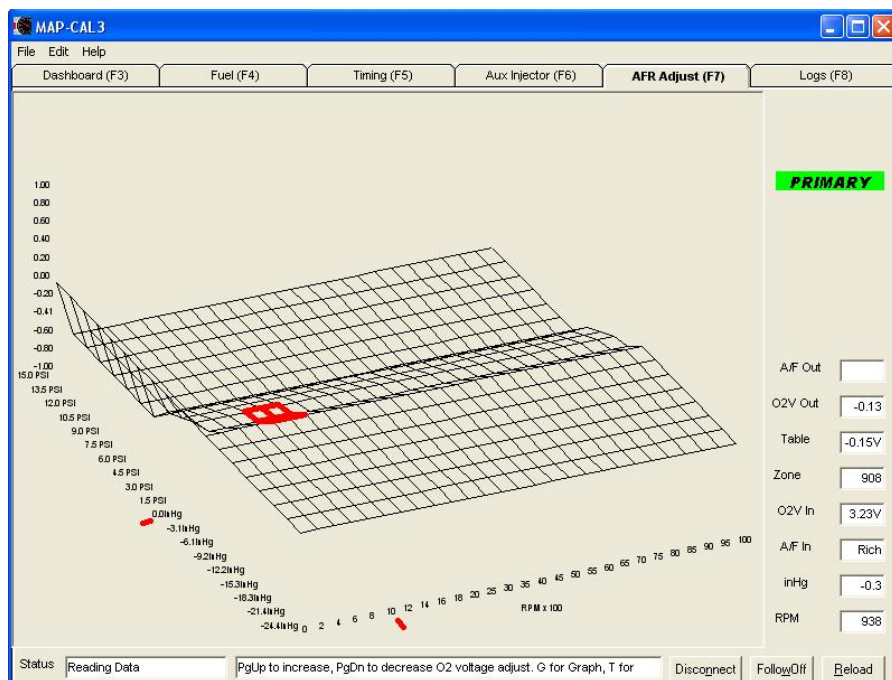 MAP-CAL3
File Edit Help
Dashboard (F3) Fuel (F4) Timing (F5) Aux Injector (F6) AFR Adjust (F7) Logs (F8)
PRIMARY
1.00
0.80
0.60
0.40
0.20
0.00
-0.20
-0.41
-0.60
-0.80
-1.00
15.0 PSI
13.5 PSI
12.0 PSI
10.5 PSI
9.0 PSI
7.5 PSI
6.0 PSI
4.5 PSI
3.0 PSI
1.5 PSI
0.0InHg
-3.1InHg
-6.1InHg
-9.2InHg
-12.2InHg
-15.3InHg
-18.3InHg
-21.4InHg
-24.4InHg
0 2 4 6 8 10 12 14 16 18 20 25 30 35 40 45 50 55 60 65 70 75 80 85 90 95 100
RPM x 100
A/F Out
O2V Out -0.13
Table -0.15V
Zone 908
O2V In 3.23V
A/F In Rich
inHg -0.3
RPM 938
Status Reading Data PgUp to increase, PgDn to decrease O2 voltage adjust. G for Graph, T for Disconnect FollowOff Reload